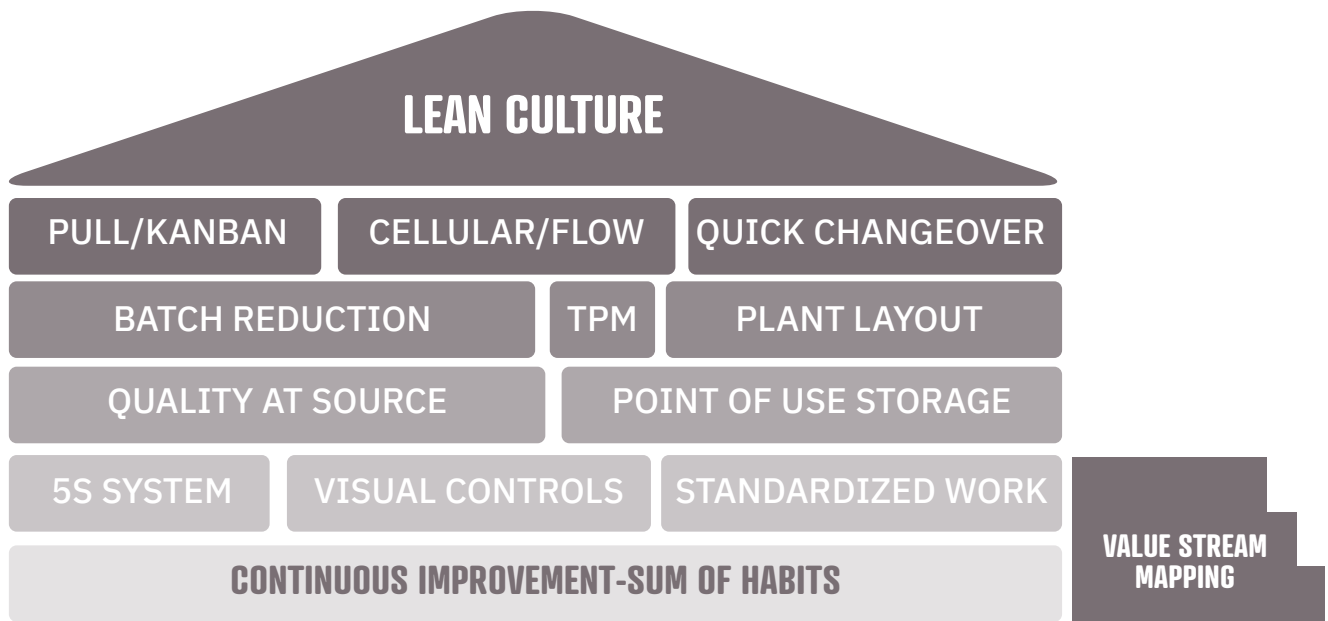 LEAN CULTURE
PULL/KANBAN
CELLULAR/FLOW
QUICK CHANGEOVER
BATCH REDUCTION
TPM
PLANT LAYOUT
QUALITY AT SOURCE
POINT OF USE STORAGE
5S SYSTEM
VISUAL CONTROLS
STANDARDIZED WORK
CONTINUOUS IMPROVEMENT-SUM OF HABITS
VALUE STREAM
MAPPING